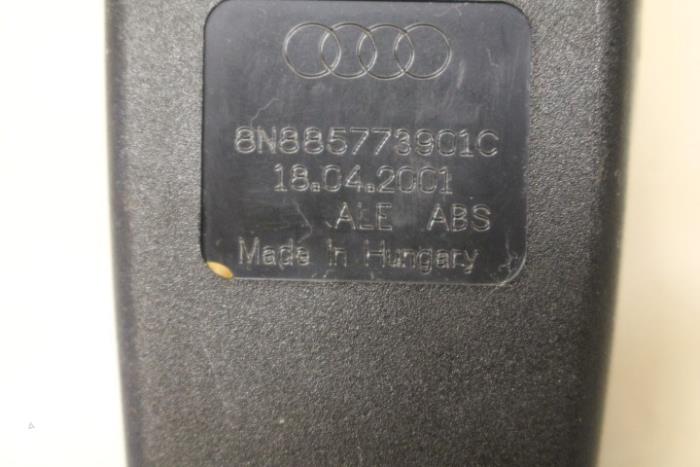 8N885773901C
18.04.2001
ALE ABS
Made In Hungary